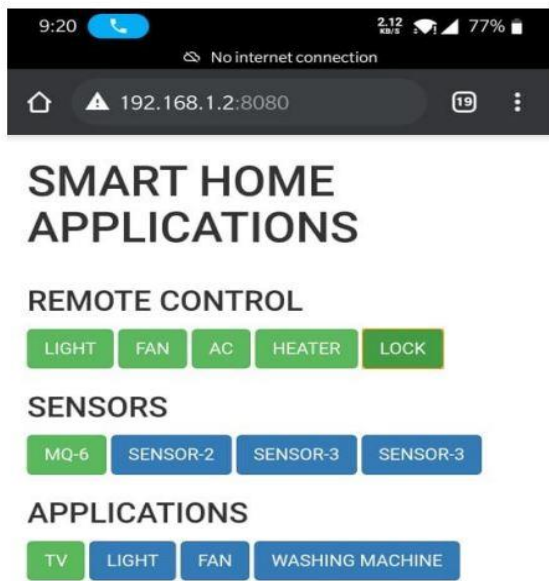 9:20 2.12 KB/S 77%
No internet connection
192.168.1.2:8080 19
SMART HOME
APPLICATIONS
REMOTE CONTROL
LIGHT FAN AC HEATER LOCK
SENSORS
MQ-6 SENSOR-2 SENSOR-3 SENSOR-3
APPLICATIONS
TV LIGHT FAN WASHING MACHINE